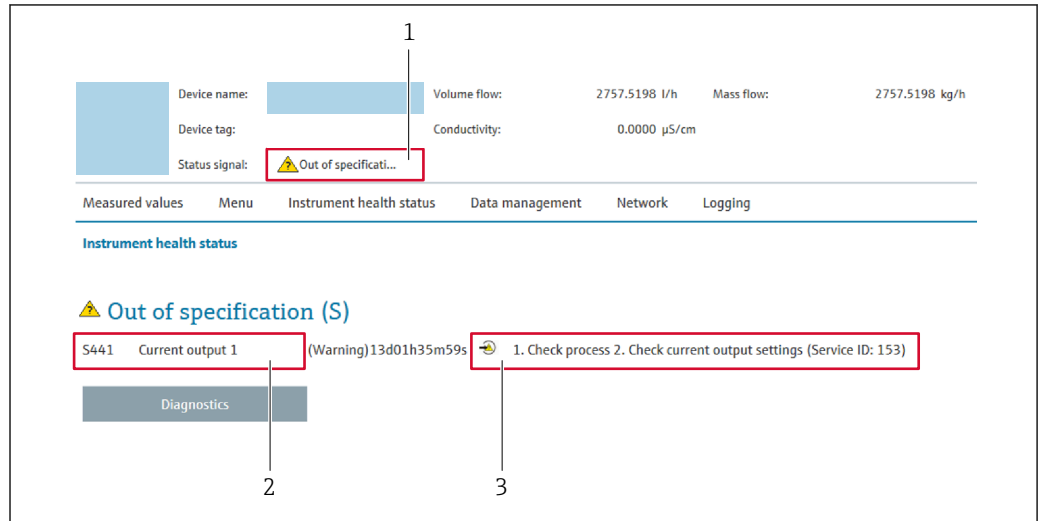 1
Device name: Volume flow: 2757.5198 l/h Mass flow: 2757.5198 kg/h
Device tag: Conductivity: 0.0000 µS/cm
Status signal: Out of specificati...
Measured values Menu Instrument health status Data management Network Logging
Instrument health status
Out of specification (S)
S441 Current output 1 (Warning)13d01h35m59s 1. Check process 2. Check current output settings (Service ID: 153)
Diagnostics
2 3